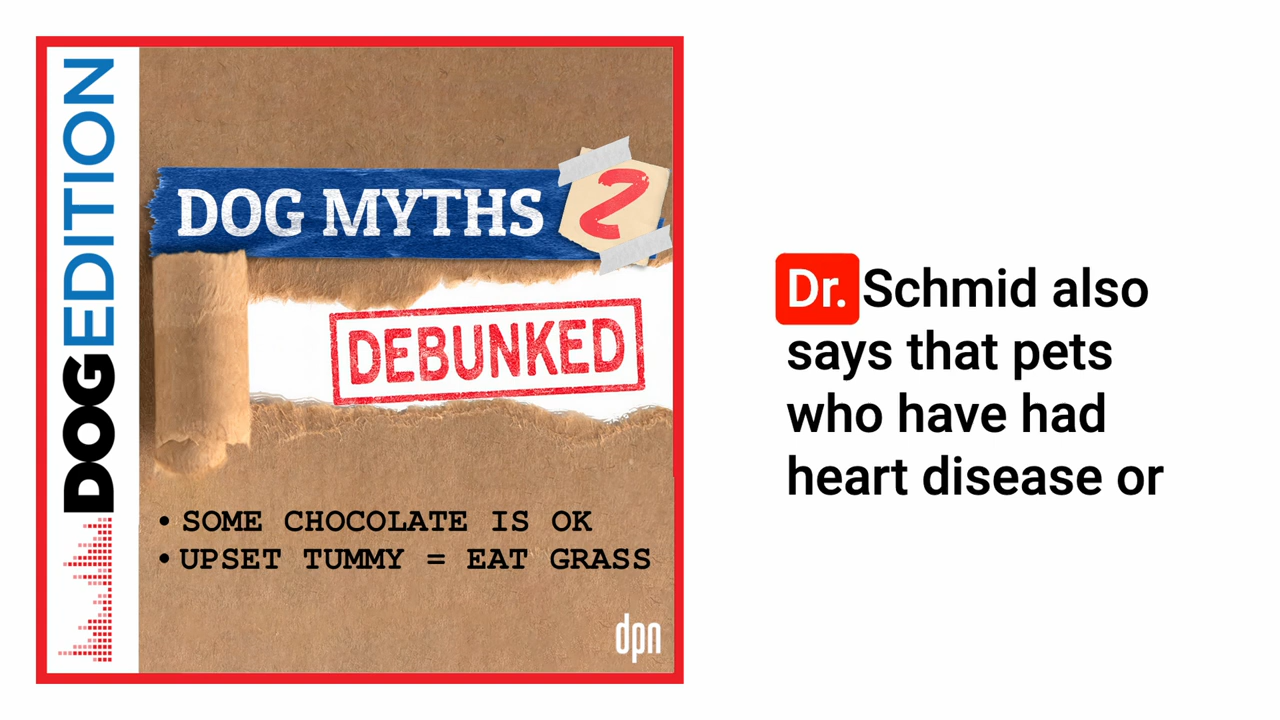 DOGEDITION
DOG MYTHS 2
DEBUNKED
• SOME CHOCOLATE IS OK
• UPSET TUMMY = EAT GRASS
dpn
Dr. Schmid also
says that pets
who have had
heart disease or